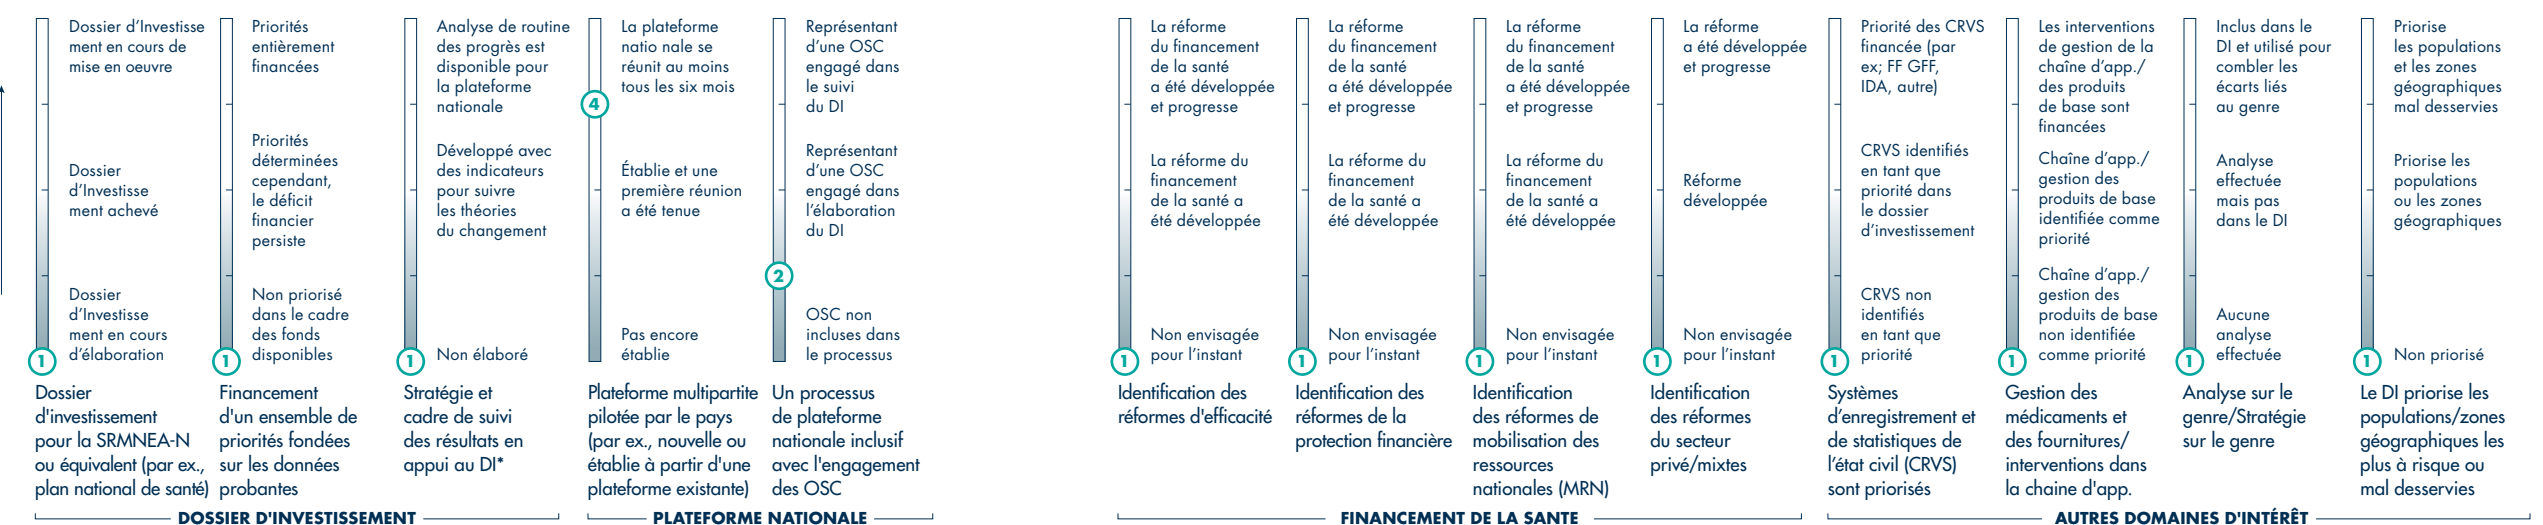 Dossier d'Investisse
ment en cours de
mise en oeuvre
Dossier
d'Investisse
ment achevé
Dossier
d'Investisse
ment en cours
d'élaboration
1
Dossier
d'investissement
pour la SRMNEA-N
ou équivalent (par ex.,
plan national de santé)
Priorités
entièrement
financées
Priorités
déterminées
cependant,
le déficit
financier
persiste
Non priorisé
dans le cadre
des fonds
disponibles
1
Financement
d'un ensemble de
priorités fondées
sur les données
probantes
Analyse de routine
des progrès est
disponible pour
la plateforme
nationale
Développé avec
des indicateurs
pour suivre
les théories
du changement
Non élaboré
1
Stratégie et
cadre de suivi
des résultats en
appui au DI*
DOSSIER D'INVESTISSEMENT
La plateforme
natio nale se
réunit au moins
tous les six mois
4
Établie et une
première réunion
a été tenue
Pas encore
établie
Plateforme multipartite
pilotée par le pays
(par ex., nouvelle ou
établie à partir d'une
plateforme existante)
Représentant
d'une OSC
engagé dans
le suivi
du DI
Représentant
d'une OSC
engagé dans
l'élaboration
du DI
2
OSC non
incluses dans
le processus
Un processus
de plateforme
nationale inclusif
avec l'engagement
des OSC
PLATEFORME NATIONALE
La réforme
du financement
de la santé
a été développée
et progresse
La réforme du
financement
de la santé a
été développée
Non envisagée
pour l'instant
1
Identification des
réformes d'efficacité
La réforme
du financement
de la santé
a été développée
et progresse
La réforme du
financement
de la santé a
été développée
Non envisagée
pour l'instant
1
Identification des
réformes de la
protection financière
La réforme
du financement
de la santé
a été développée
et progresse
La réforme du
financement
de la santé a
été développée
Non envisagée
pour l'instant
1
Identification
des réformes de
mobilisation des
ressources
nationales (MRN)
La réforme
a été développée
et progresse
Réforme
développée
Non envisagée
pour l'instant
1
Identification
des réformes
du secteur
privé/mixtes
FINANCEMENT DE LA SANTE
Priorité des CRVS
financée (par
ex; FF GFF,
IDA, autre)
CRVS identifiés
en tant que
priorité dans
le dossier
d'investissement
CRVS non
identifiés
en tant que
priorité
1
Systèmes
d'enregistrement et
de statistiques de
l'état civil (CRVS)
sont priorisés
Les interventions
de gestion de la
chaîne d'app./
des produits
de base sont
financées
Chaîne d'app./
gestion des
produits de base
identifiée comme
priorité
Chaîne d'app./
gestion des
produits de base
non identifiée
comme priorité
1
Gestion des
médicaments et
des fournitures/
interventions dans
la chaine d'app.
Inclus dans le
DI et utilisé pour
combler les
écarts liés
au genre
Analyse
effectuée
mais pas
dans le DI
Aucune
analyse
effectuée
1
Analyse sur le
genre/Stratégie
sur le genre
Priorise
les populations
et les zones
géographiques
mal desservies
Priorise les
populations
ou les zones
géographiques
Non priorisé
1
Le DI priorise les
populations/zones
géographiques les
plus à risque ou
mal desservies
AUTRES DOMAINES D'INTÉRÊT